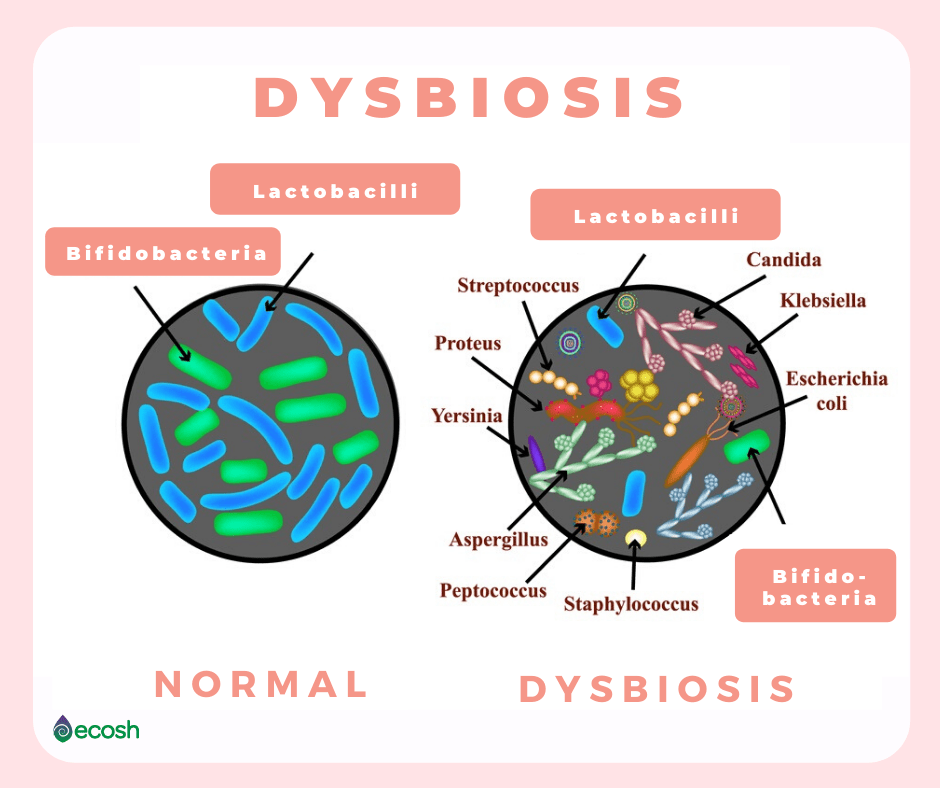 DYSBIOSIS
Lactobacilli
Bifidobacteria
Lactobacilli
Candida
Streptococcus
Klebsiella
Proteus
Escherichia
coli
Yersinia
Aspergillus
Peptococcus
Staphylococcus
Bifido-
bacteria
NORMAL
DYSBIOSIS
ecosh